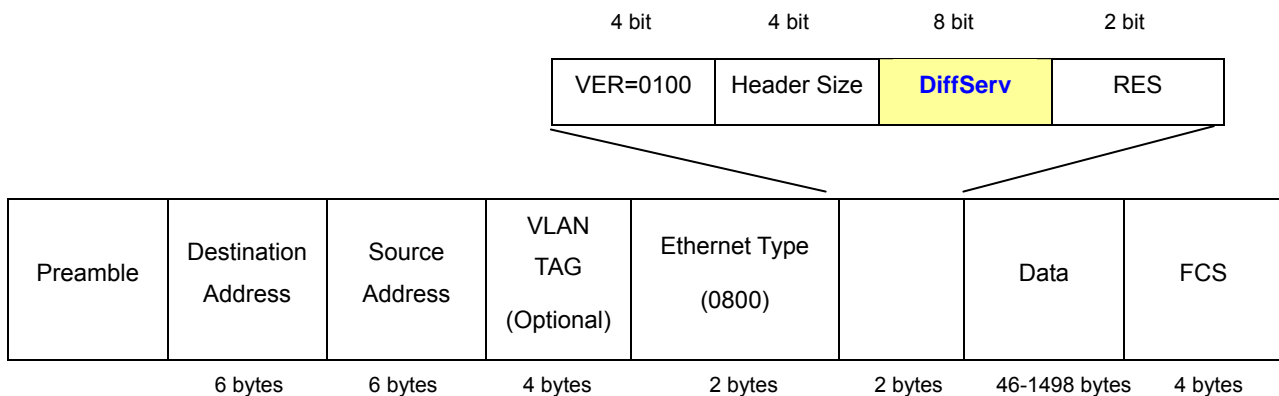 4 bit 4 bit 8 bit 2 bit
VER=0100 Header Size DiffServ RES
Preamble
Destination
Address
Source
Address
VLAN
TAG
(Optional)
Ethernet Type
(0800)
Data
FCS
6 bytes 6 bytes 4 bytes 2 bytes 2 bytes 46-1498 bytes 4 bytes